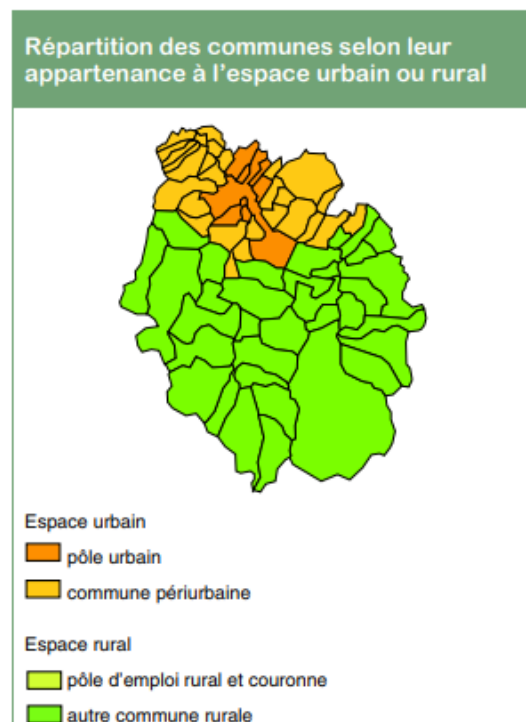 Répartition des communes selon leur
appartenance à l'espace urbain ou rural
Espace urbain
pôle urbain
commune périurbaine
Espace rural
pôle d'emploi rural et couronne
autre commune rurale